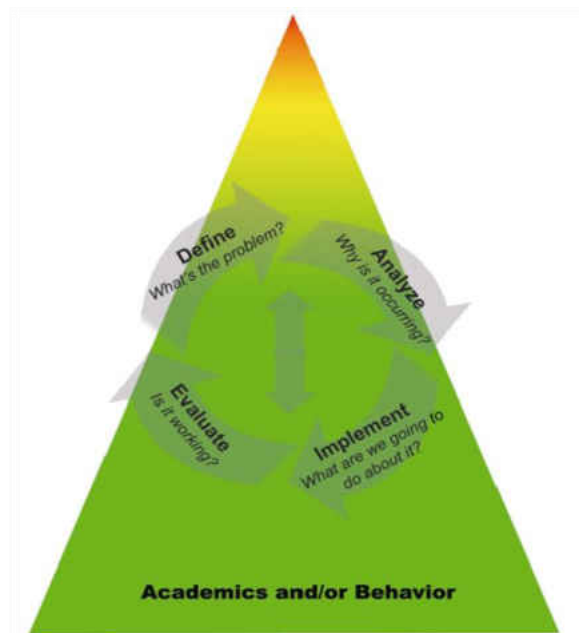 Define
What's the problem?
Analyze
Why is it occurring?
Implement
What are we going to
do about it?
Evaluate
Is it working?
Academics and/or Behavior